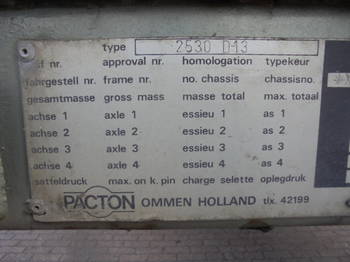 type 2530 D13
nr. approval nr. homologation typekeur
fahrgestell nr. frame nr. no. chassis chassisno.
gesamtmasse gross mass masse total max. totaal
achse 1 axle 1 essieu 1 as 1
achse 2 axle 2 essieu 2 as 2
achse 3 axle 3 essieu 3 as 3
achse 4 axle 4 essieu 4 as 4
satteldruck max. on k. pin charge selette oplegdruk
PACTON OMMEN HOLLAND tlx. 42199